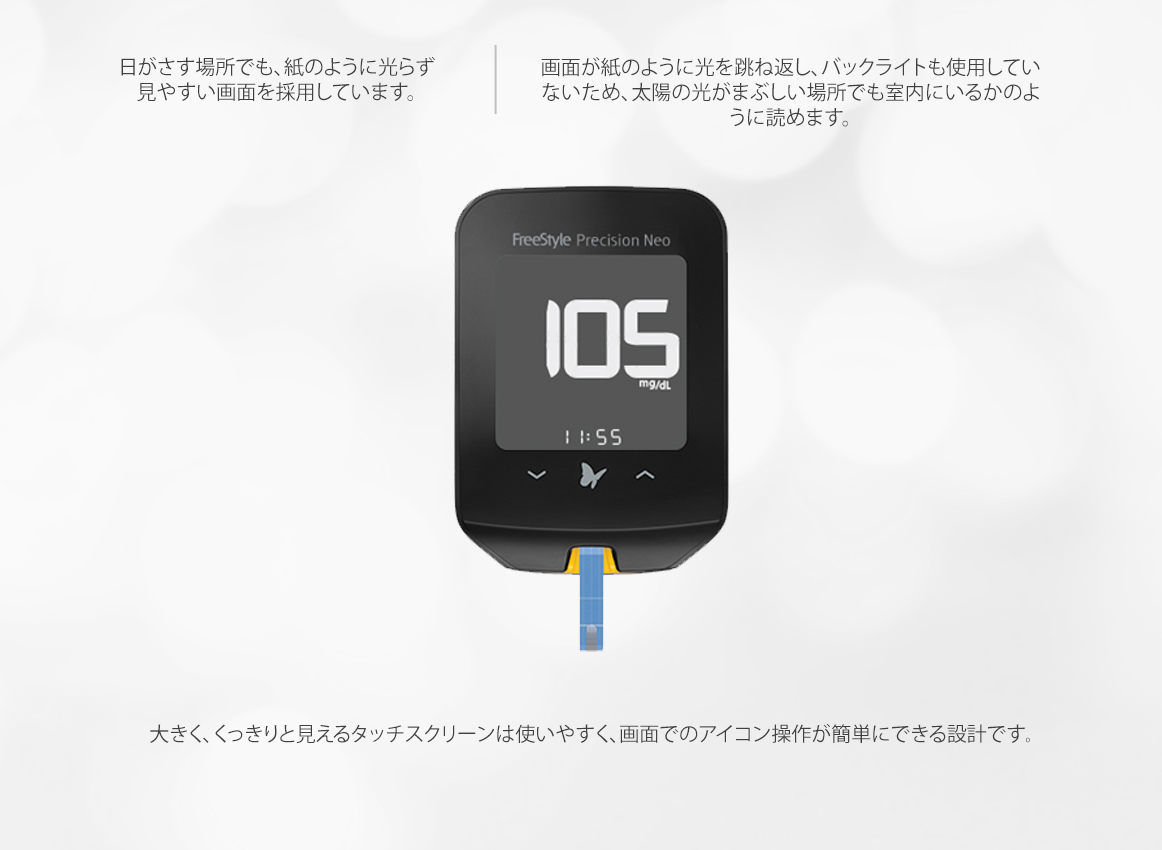 日がさす場所でも、紙のように光らず
見やすい画面を採用しています。
画面が紙のように光を跳ね返し、バックライトも使用してい
ないため、太陽の光がまぶしい場所でも室内にいるかのよ
うに読めます。
FreeStyle Precision Neo
105
mg/dL
11:55
大きく、くっきりと見えるタッチスクリーンは使いやすく、画面でのアイコン操作が簡単にできる設計です。